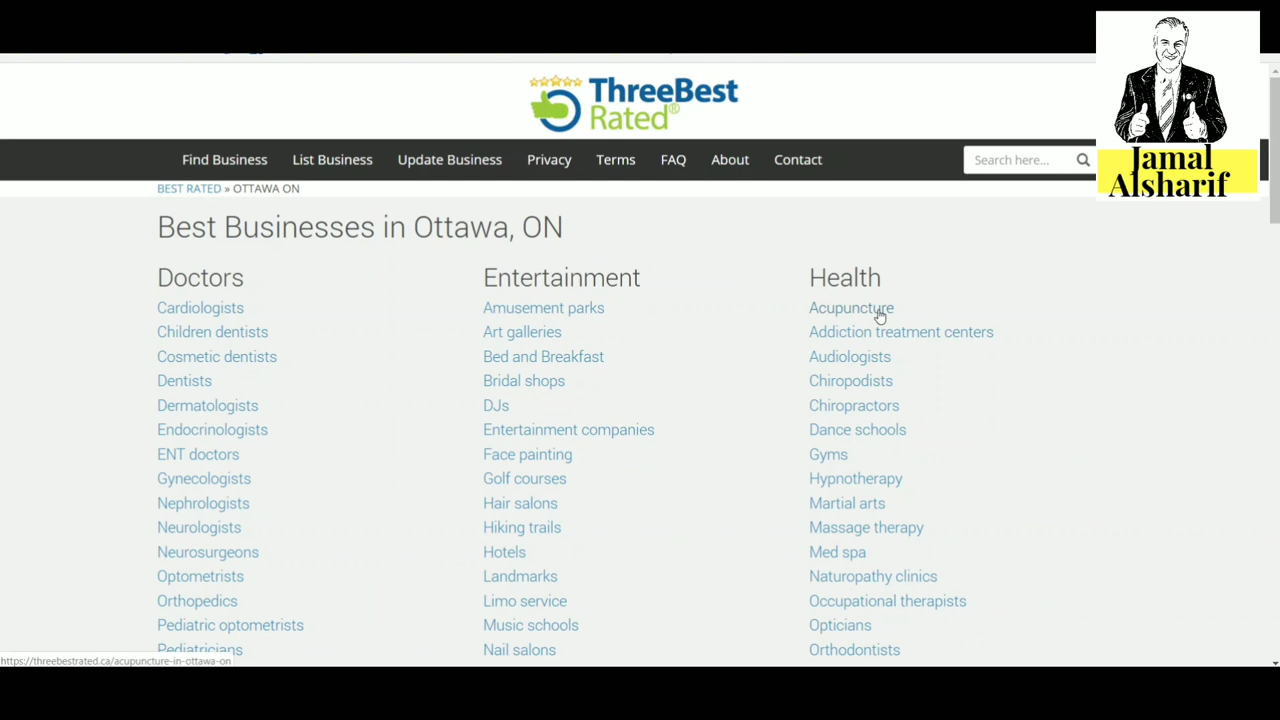 ThreeBest
Rated®
Jamal
Alsharif
Find Business
List Business
Update Business
Privacy
Terms
FAQ
About
Contact
Search here...
BEST RATED » OTTAWA ON
Best Businesses in Ottawa, ON
Doctors
Cardiologists
Children dentists
Cosmetic dentists
Dentists
Dermatologists
Endocrinologists
ENT doctors
Gynecologists
Nephrologists
Neurologists
Neurosurgeons
Optometrists
Orthopedics
Pediatric optometrists
Pediatricians
Entertainment
Amusement parks
Art galleries
Bed and Breakfast
Bridal shops
DJs
Entertainment companies
Face painting
Golf courses
Hair salons
Hiking trails
Hotels
Landmarks
Limo service
Music schools
Nail salons
Health
Acupuncture
Addiction treatment centers
Audiologists
Chiropodists
Chiropractors
Dance schools
Gyms
Hypnotherapy
Martial arts
Massage therapy
Med spa
Naturopathy clinics
Occupational therapists
Opticians
Orthodontists
https://threebestrated.ca/acupuncture-in-ottawa-on